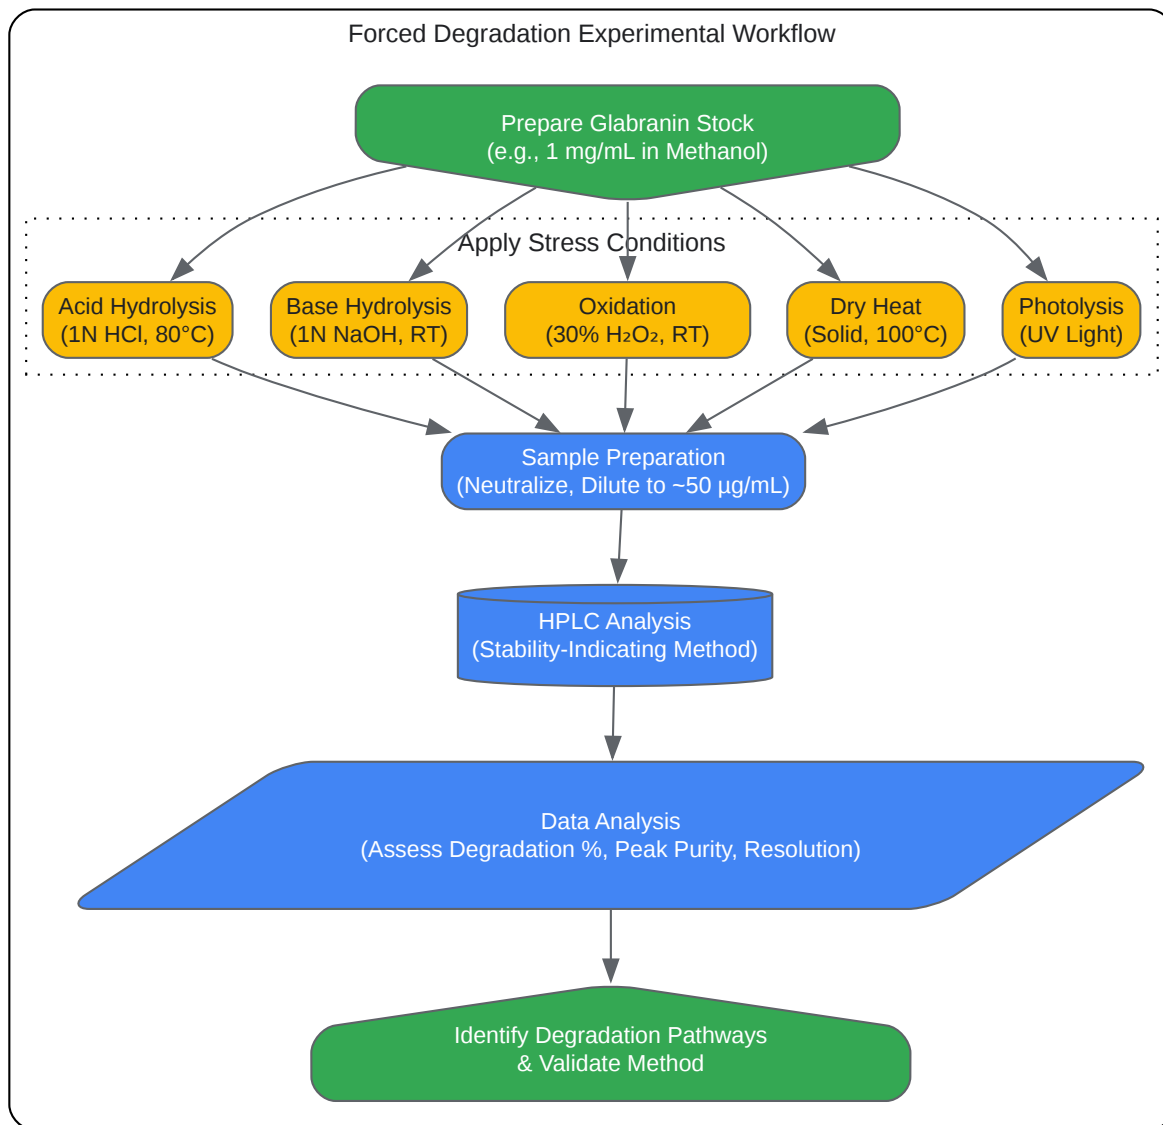 Forced Degradation Experimental Workflow
Prepare Glabranin Stock
(e.g., 1 mg/mL in Methanol)
Apply Stress Conditions
Acid Hydrolysis
(1N HCl, 80°C)
Base Hydrolysis
(1N NaOH, RT)
Oxidation
(30% H₂O₂, RT)
Dry Heat
(Solid, 100°C)
Photolysis
(UV Light)
Sample Preparation
(Neutralize, Dilute to ~50 µg/mL)
HPLC Analysis
(Stability-Indicating Method)
Data Analysis
(Assess Degradation %, Peak Purity, Resolution)
Identify Degradation Pathways
& Validate Method